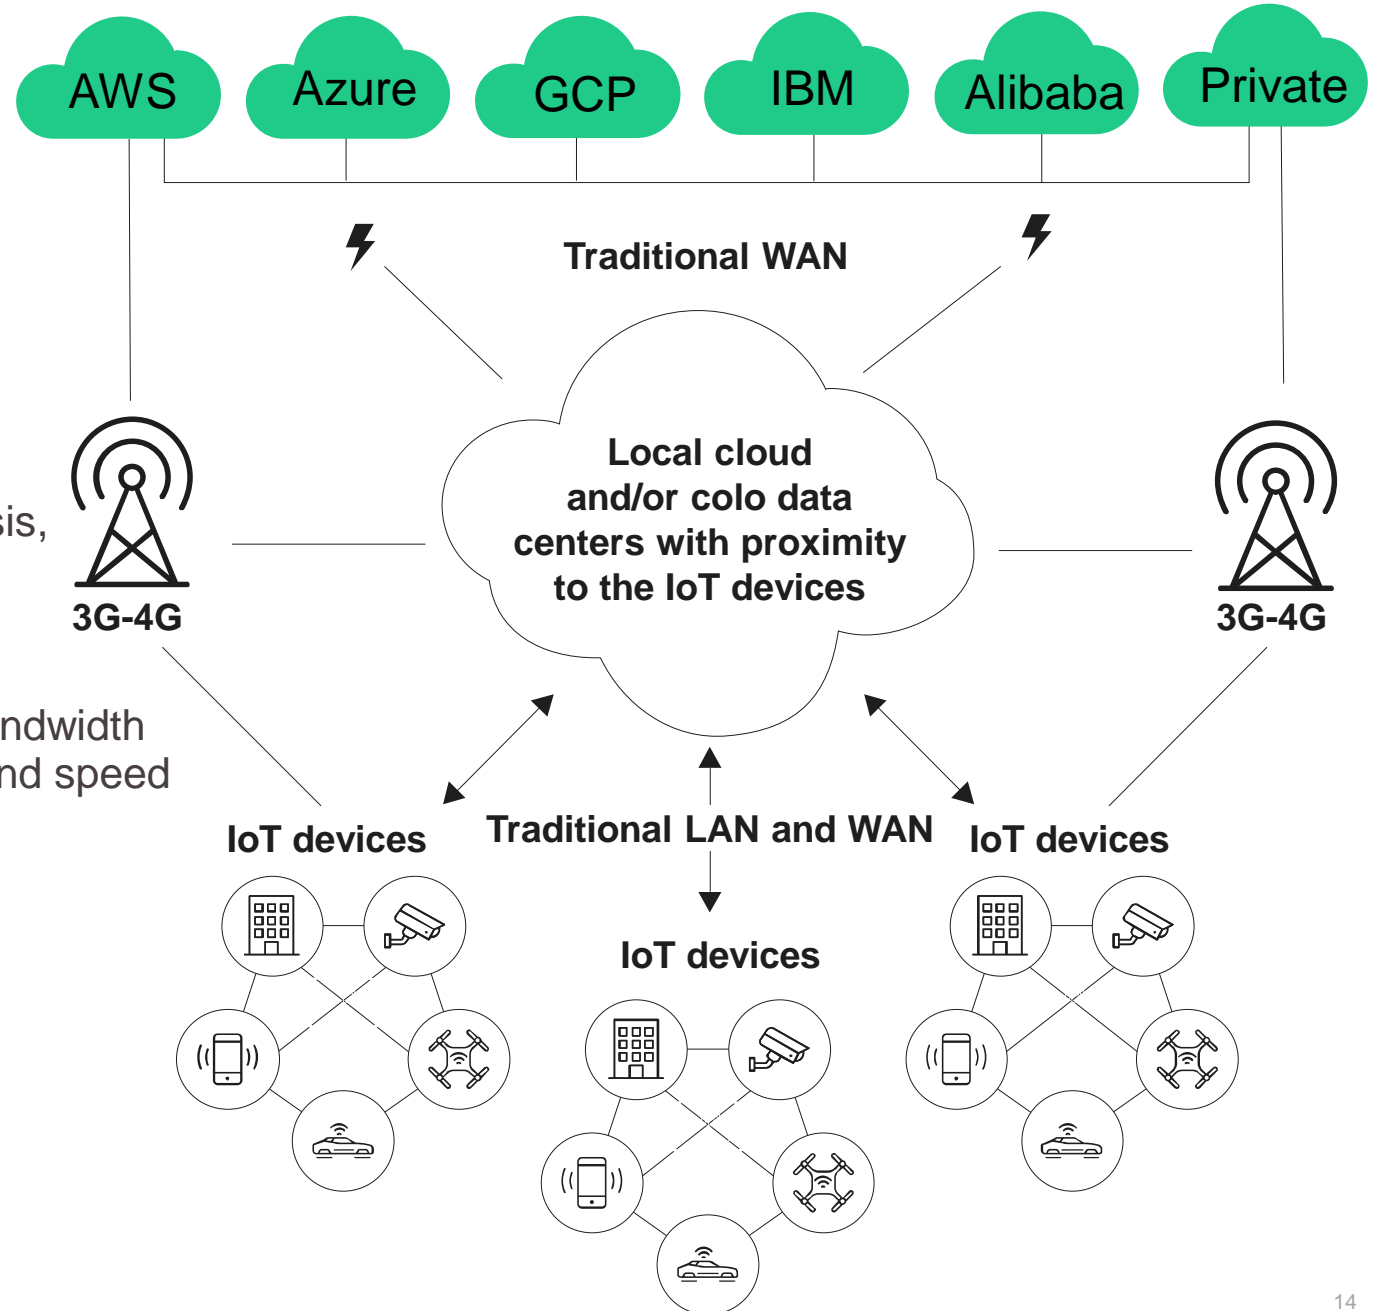 AWS
Azure
GCP
IBM
Alibaba
Private
Traditional WAN
Local cloud
and/or colo data
centers with proximity
to the IoT devices
sis,
3G-4G
3G-4G
ndwidth
nd speed
IoT devices
Traditional LAN and WAN
IoT devices
IoT devices
14